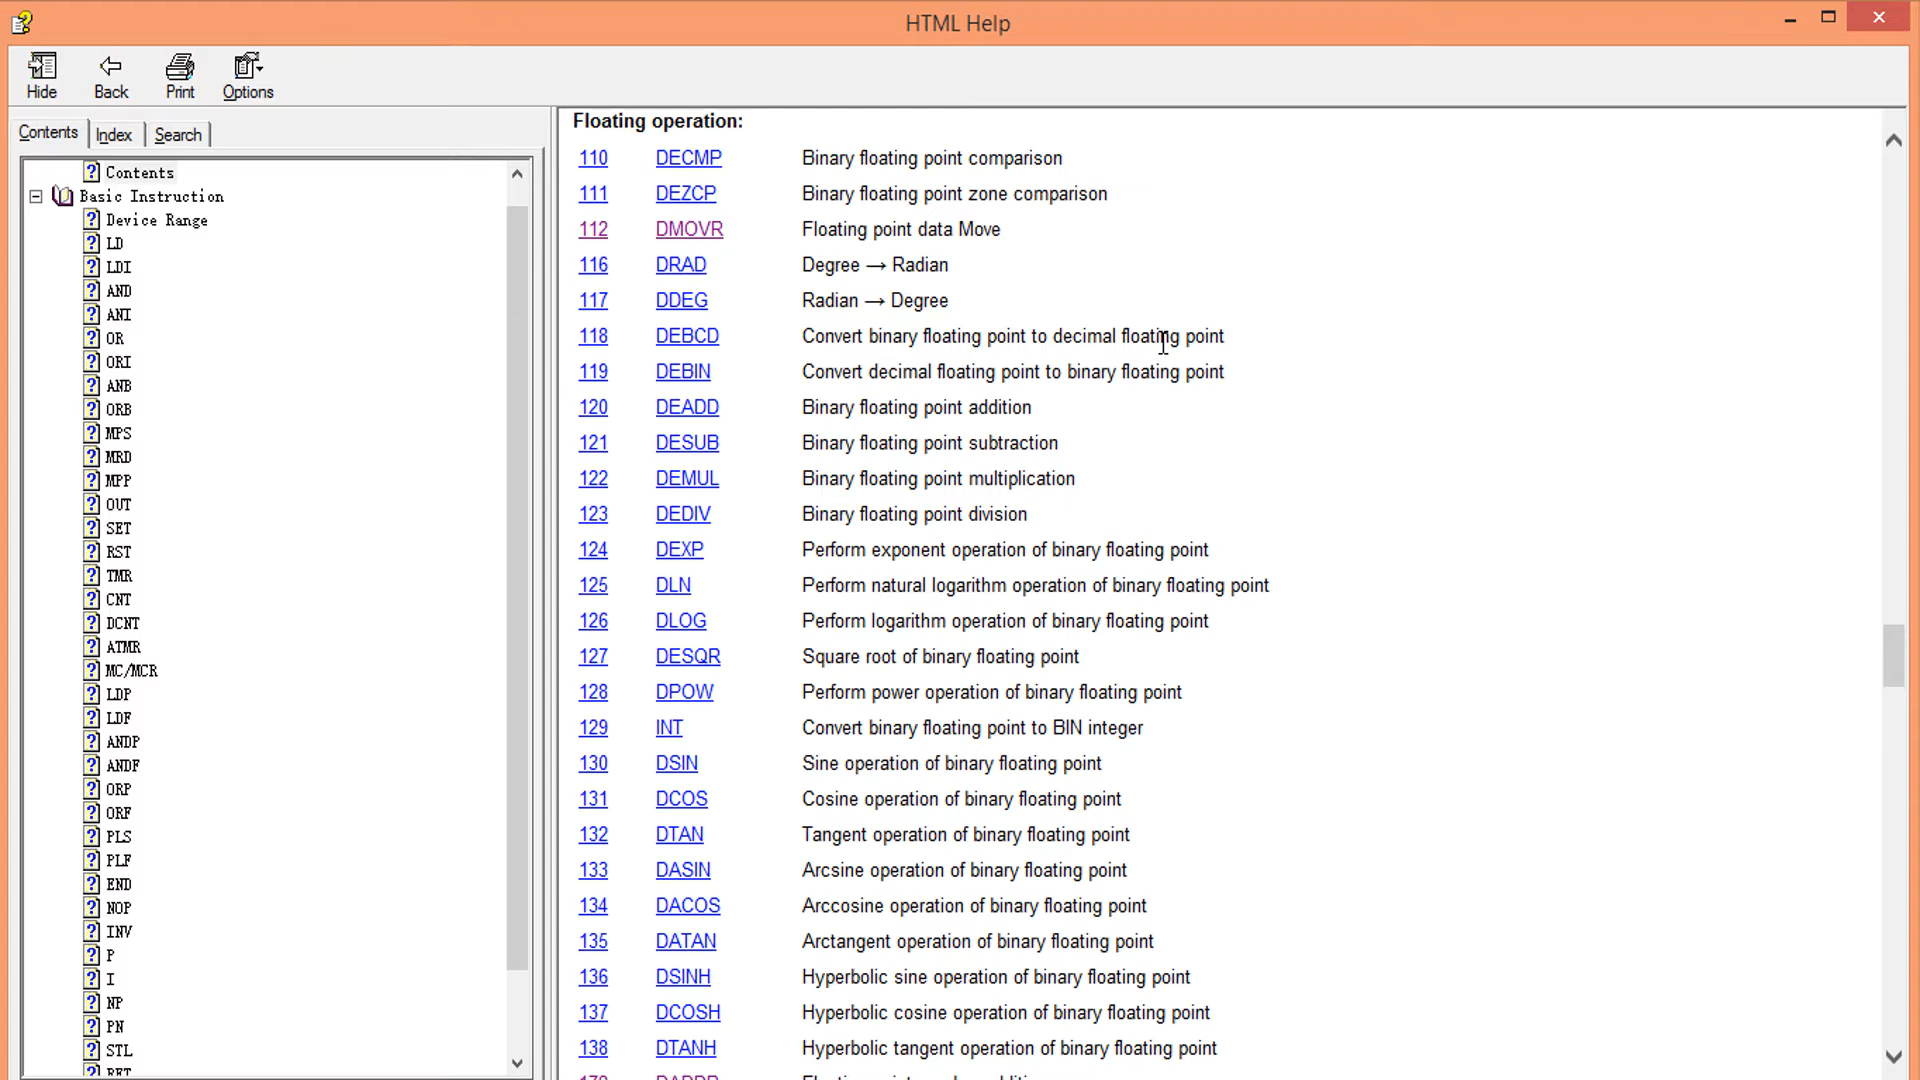 HTML Help
Hide Back Print Options
Contents Index Search
Contents
Basic Instruction
Device Range
LD
LDI
AND
ANI
OR
ORI
ANB
ORB
MPS
MRD
MPP
OUT
SET
RST
TMR
CNT
DCNT
ATMR
MC/MCR
LDP
LDF
ANDP
ANDF
ORP
ORF
PLS
PLF
END
NOP
INV
P
I
NP
PN
STL
RET
Floating operation:
110 DECMP Binary floating point comparison
111 DEZCP Binary floating point zone comparison
112 DMOVR Floating point data Move
116 DRAD Degree → Radian
117 DDEG Radian → Degree
118 DEBCD Convert binary floating point to decimal floating point
119 DEBIN Convert decimal floating point to binary floating point
120 DEADD Binary floating point addition
121 DESUB Binary floating point subtraction
122 DEMUL Binary floating point multiplication
123 DEDIV Binary floating point division
124 DEXP Perform exponent operation of binary floating point
125 DLN Perform natural logarithm operation of binary floating point
126 DLOG Perform logarithm operation of binary floating point
127 DESQR Square root of binary floating point
128 DPOW Perform power operation of binary floating point
129 INT Convert binary floating point to BIN integer
130 DSIN Sine operation of binary floating point
131 DCOS Cosine operation of binary floating point
132 DTAN Tangent operation of binary floating point
133 DASIN Arcsine operation of binary floating point
134 DACOS Arccosine operation of binary floating point
135 DATAN Arctangent operation of binary floating point
136 DSINH Hyperbolic sine operation of binary floating point
137 DCOSH Hyperbolic cosine operation of binary floating point
138 DTANH Hyperbolic tangent operation of binary floating point